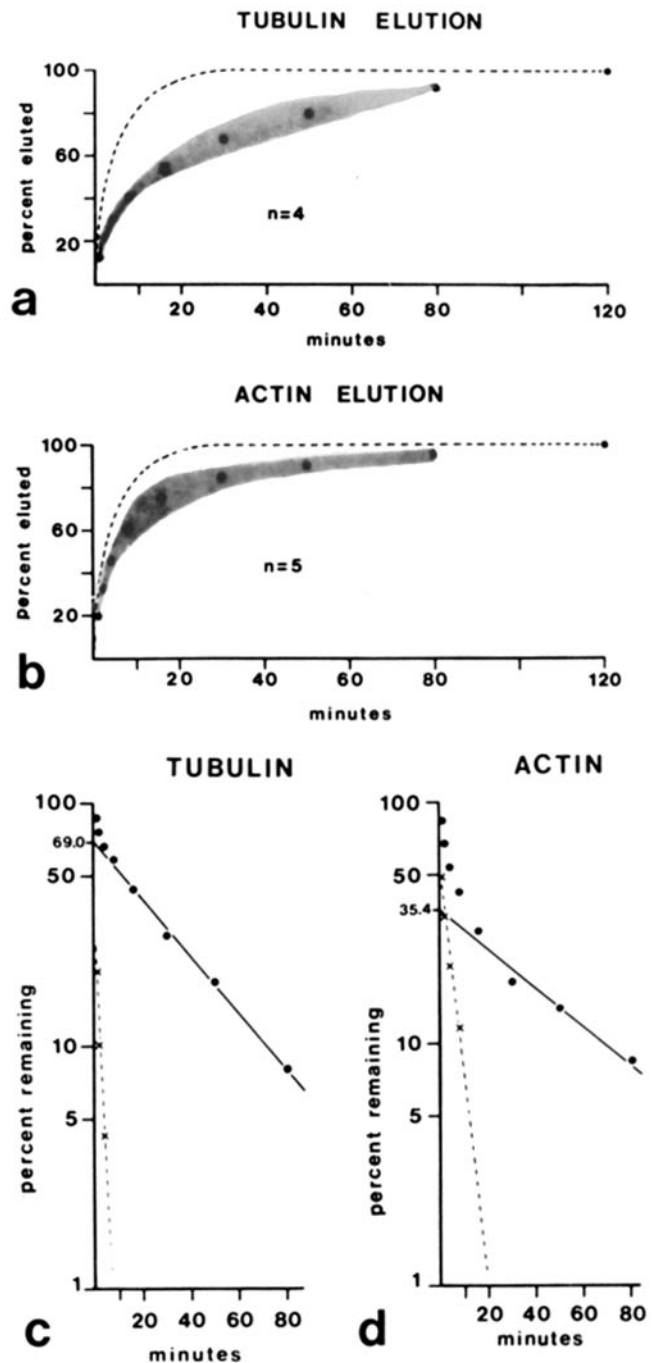 TUBULIN ELUTION
100
60
20
percent eluted
n=4
a
20 40 60 80 120
minutes
ACTIN ELUTION
100
60
20
percent eluted
n=5
b
20 40 60 80 120
minutes
TUBULIN
100
69.0
50
10
5
1
percent remaining
20 40 60 80
c
minutes
ACTIN
100
50
35.4
10
5
1
percent remaining
20 40 60 80
d
minutes